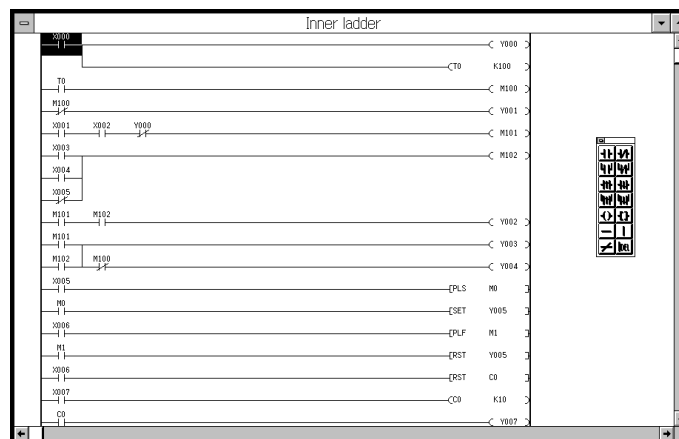 Inner ladder
X000 Y000
T0 K100
T0 M100
M100 Y001
X001 X002 Y000 M101
X003 M102
X004
X005
M101 M102 Y002
M101 Y003
M102 M100 Y004
X005 PLS M0
M0 SET Y005
X006 PLF M1
M1 RST Y005
X006 RST C0
X007 C0 K10
C0 Y007
DEL